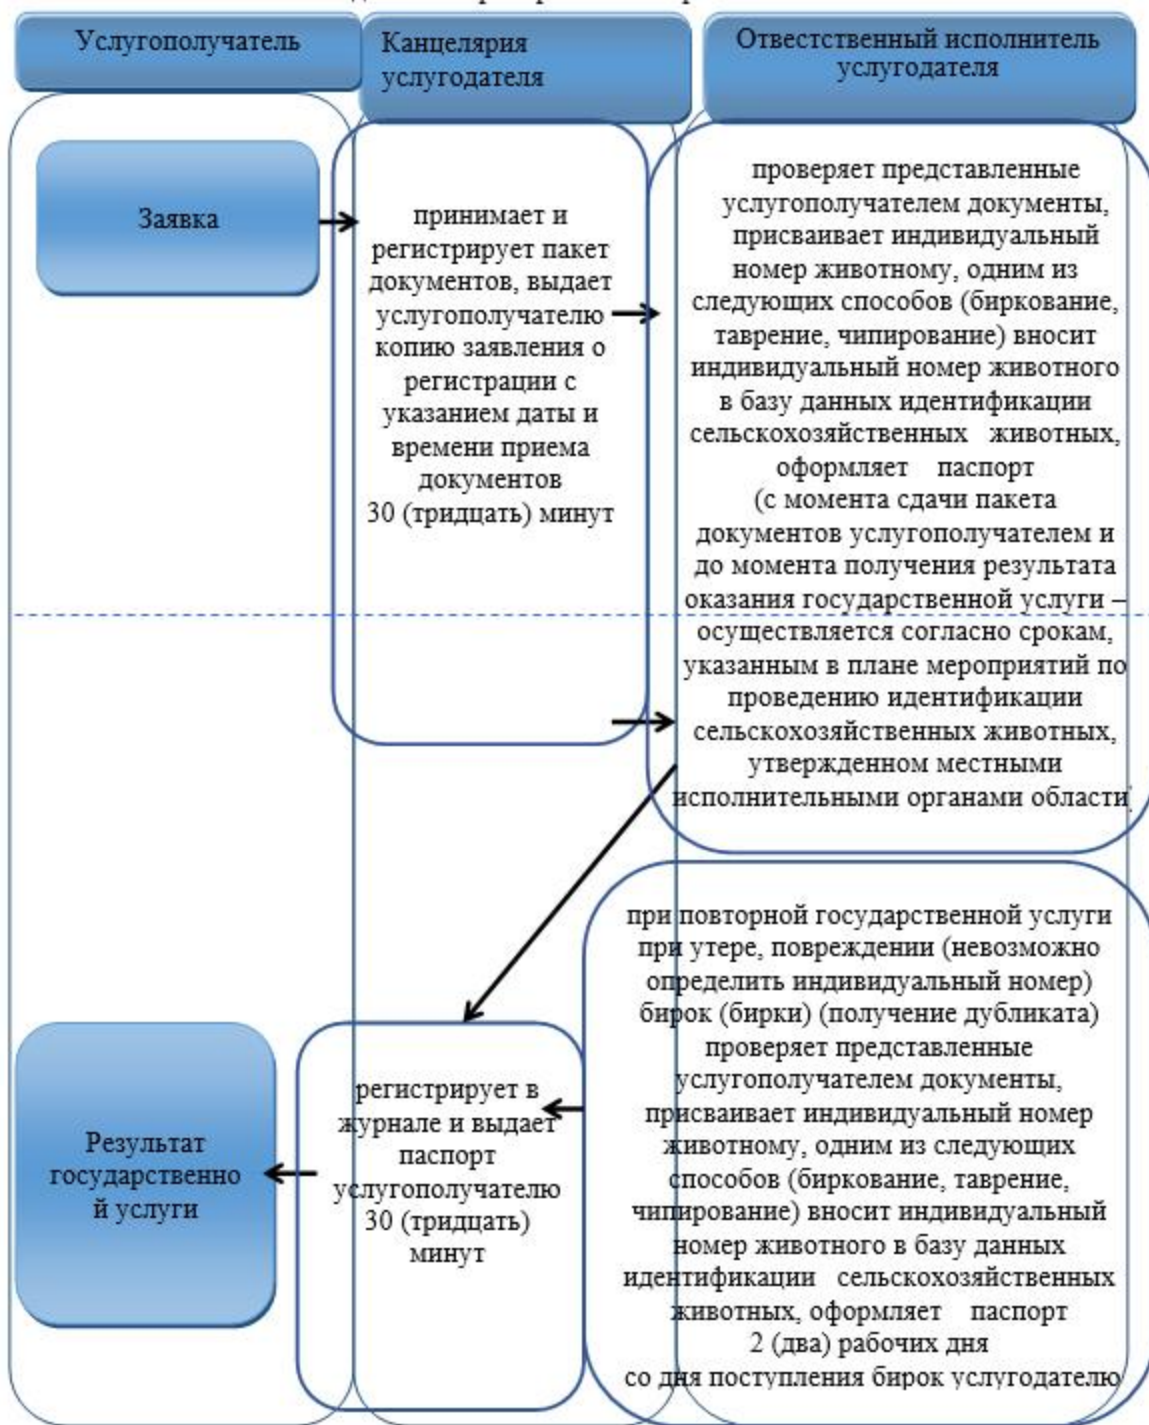 Услугополучатель
Канцелярия
услугодателя
Отвестственный исполнитель
услугодателя
Заявка
принимает и
регистрирует пакет
документов, выдает
услугополучателю
копию заявления о
регистрации с
указанием даты и
времени приема
документов
30 (тридцать) минут
проверяет представленные
услугополучателем документы,
присваивает индивидуальный
номер животному, одним из
следующих способов (биркование,
таврение, чипирование) вносит
индивидуальный номер животного
в базу данных идентификации
сельскохозяйственных животных,
оформляет паспорт
(с момента сдачи пакета
документов услугополучателем и
до момента получения результата
оказания государственной услуги –
осуществляется согласно срокам,
указанным в плане мероприятий по
проведению идентификации
сельскохозяйственных животных,
утвержденном местными
исполнительными органами области)
при повторной государственной услуги
при утере, повреждении (невозможно
определить индивидуальный номер)
бирок (бирки) (получение дубликата)
проверяет представленные
услугополучателем документы,
присваивает индивидуальный номер
животному, одним из следующих
способов (биркование, таврение,
чипирование) вносит индивидуальный
номер животного в базу данных
идентификации сельскохозяйственных
животных, оформляет паспорт
2 (два) рабочих дня
со дня поступления бирок услугодателю
регистрирует в
журнале и выдает
паспорт
услугополучателю
30 (тридцать)
минут
Результат
государственно
й услуги